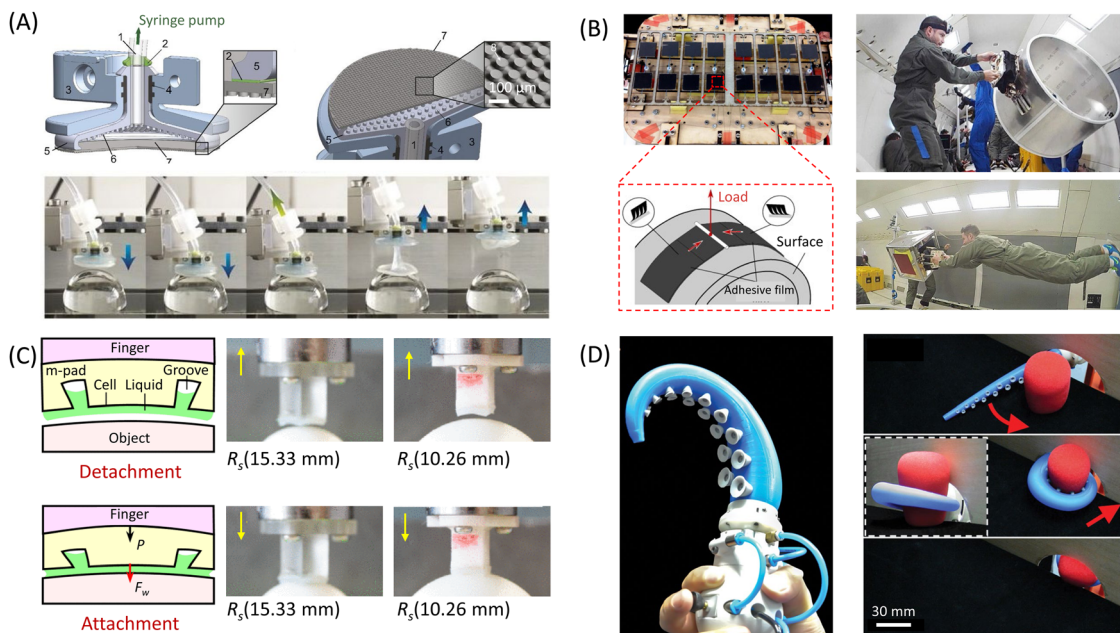 (A)
Syringe pump
1
2
3
4
5
6
7
2
5
7
7
8
100 μm
5
6
1
4
3
(B)
Load
Surface
Adhesive film
(C)
Finger
m-pad
Cell
Liquid
Groove
Object
Detachment
Rs(15.33 mm)
Rs(10.26 mm)
Finger
P
Fw
Attachment
Rs(15.33 mm)
Rs(10.26 mm)
(D)
30 mm